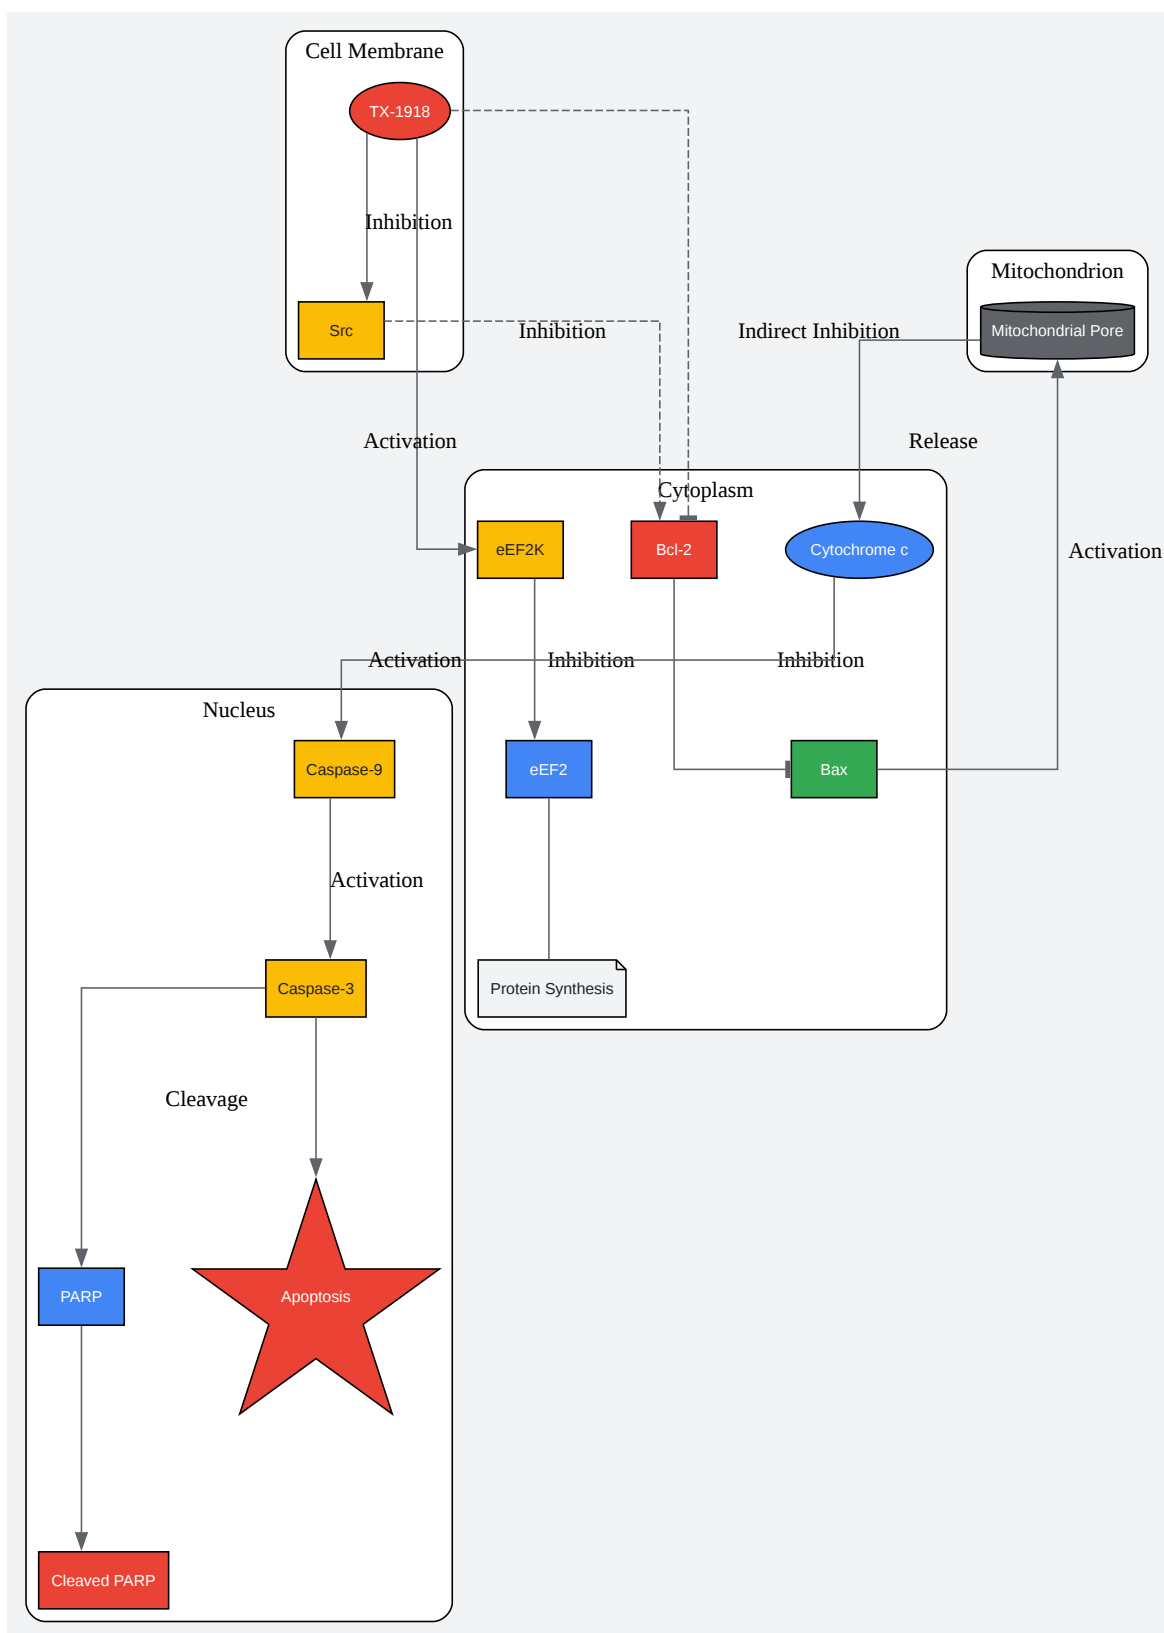 Cell Membrane
TX-1918
Inhibition
Mitochondrion
Src
Inhibition
Indirect Inhibition
Mitochondrial Pore
Activation
Release
Cytoplasm
eEF2K
Bcl-2
Cytochrome c
Activation
Activation
Inhibition
Inhibition
Nucleus
Caspase-9
eEF2
Bax
Activation
Caspase-3
Protein Synthesis
Cleavage
PARP
Apoptosis
Cleaved PARP